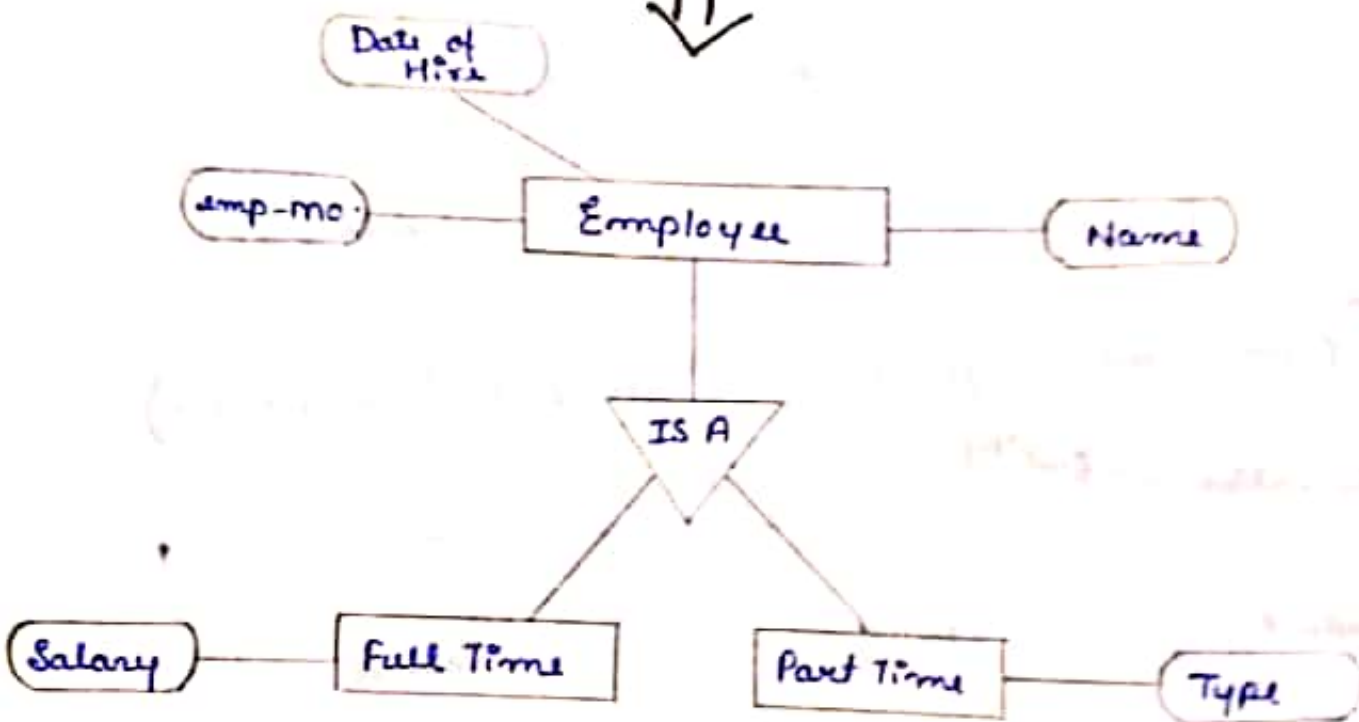 Date of
Hire
emp-no.
Employee
Name
IS A
Salary
Full Time
Part Time
Type